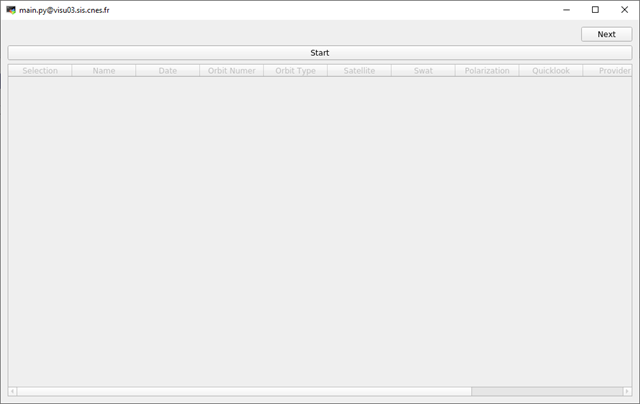 main.py@visu03.sis.cnes.fr
Next
Start
Selection Name Date Orbit Numer Orbit Type Satellite Swat Polarization Quicklook Provider